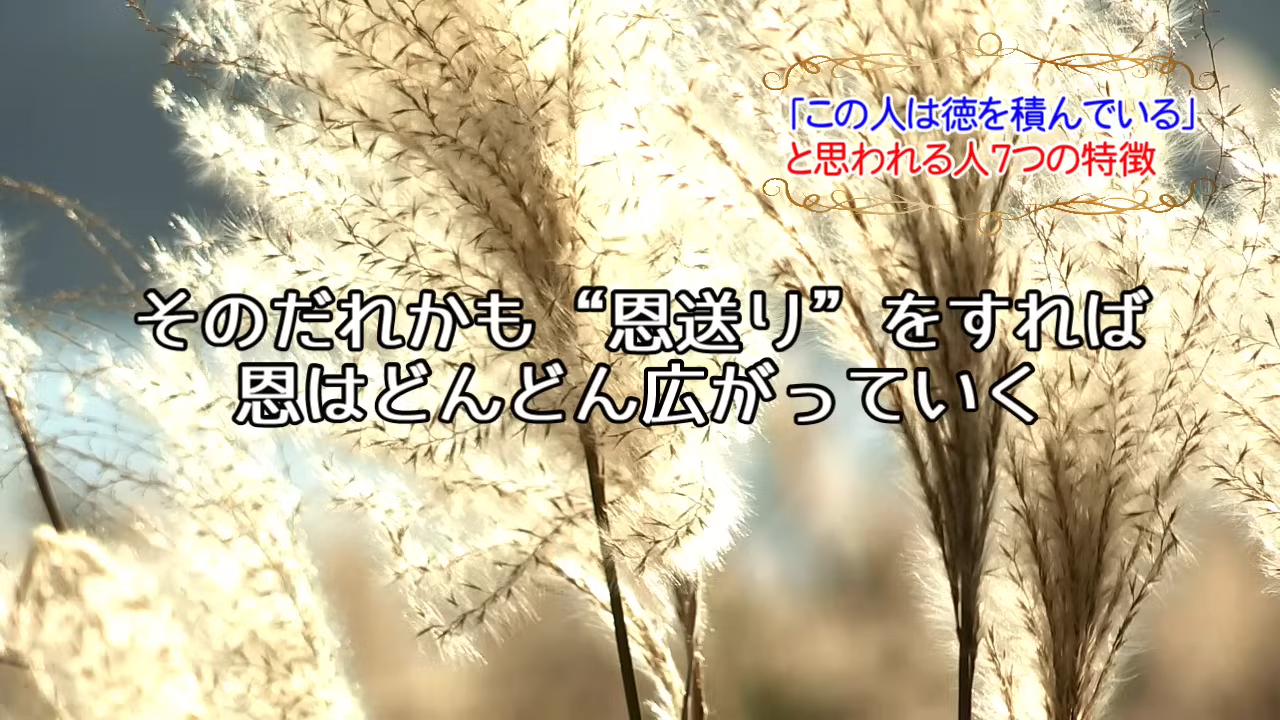 「この人は徳を積んでいる」
と思われる人7つの特徴
そのだれかも“恩送り”をすれば
恩はどんどん広がっていく